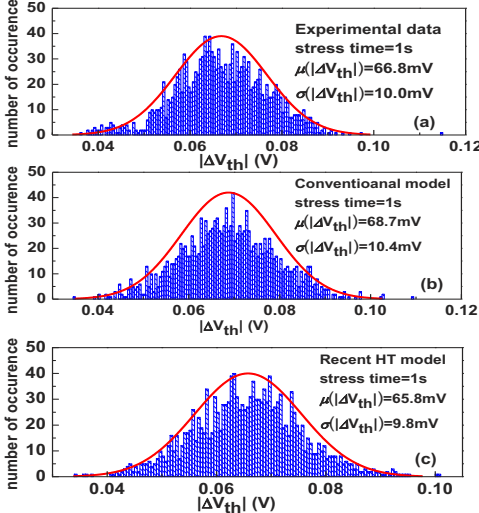 number of occurence
50
40
30
20
10
0
Experimental data
stress time=1s
μ(|ΔVth|)=66.8mV
σ(|ΔVth|)=10.0mV
(a)
0.04 0.06 0.08 0.10 0.12
|ΔVth| (V)
number of occurence
50
40
30
20
10
0
Conventioanal model
stress time=1s
μ(|ΔVth|)=68.7mV
σ(|ΔVth|)=10.4mV
(b)
0.04 0.06 0.08 0.10 0.12
|ΔVth| (V)
number of occurence
50
40
30
20
10
0
Recent HT model
stress time=1s
μ(|ΔVth|)=65.8mV
σ(|ΔVth|)=9.8mV
(c)
0.04 0.06 0.08 0.10
|ΔVth| (V)